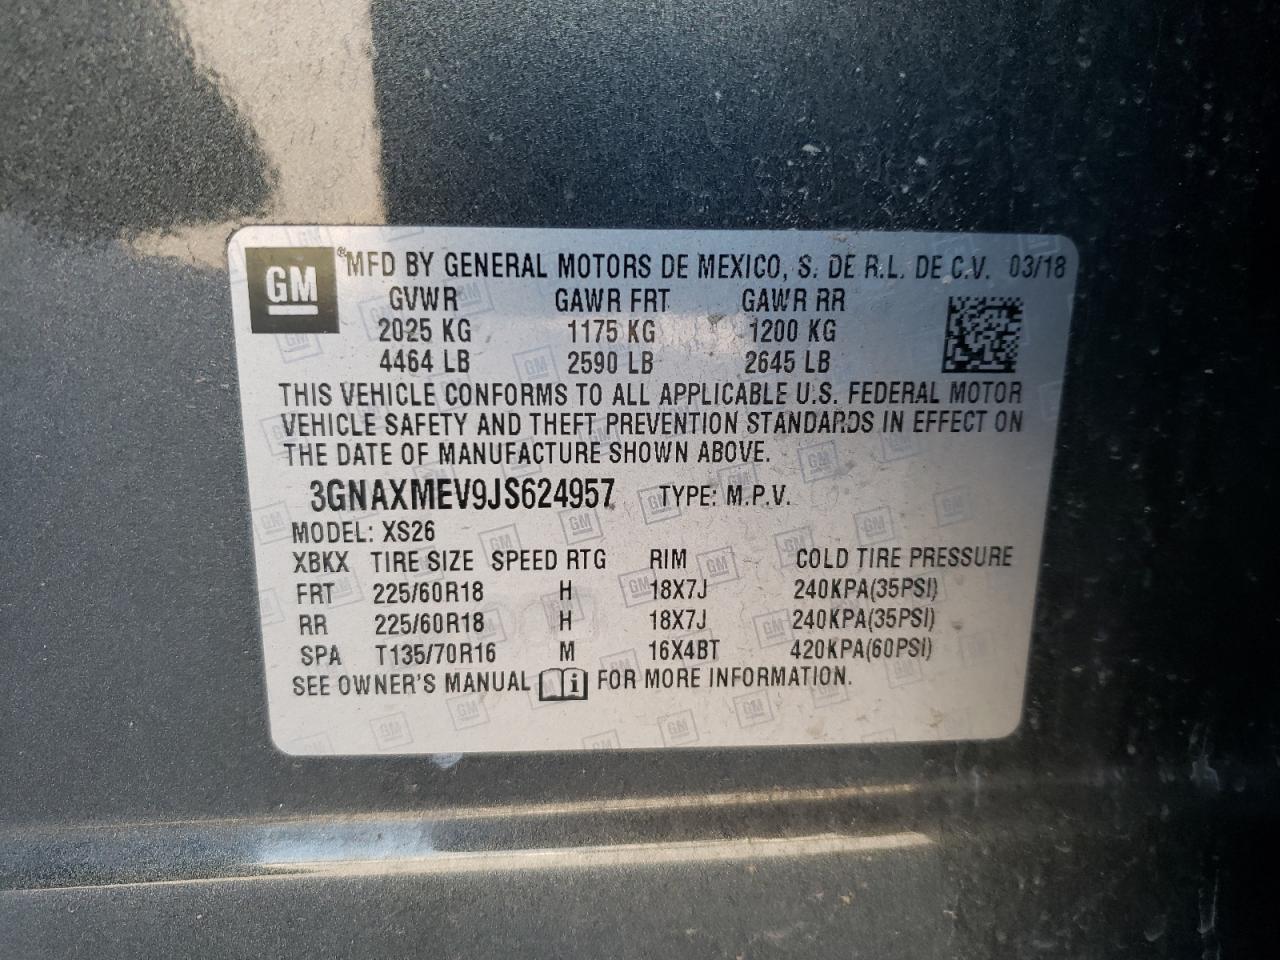 GM
®MFD BY GENERAL MOTORS DE MEXICO, S. DE R.L. DE C.V. 03/18
GVWR GAWR FRT GAWR RR
2025 KG 1175 KG 1200 KG
4464 LB 2590 LB 2645 LB
THIS VEHICLE CONFORMS TO ALL APPLICABLE U.S. FEDERAL MOTOR
VEHICLE SAFETY AND THEFT PREVENTION STANDARDS IN EFFECT ON
THE DATE OF MANUFACTURE SHOWN ABOVE.
3GNAXMEV9JS624957 TYPE: M.P.V.
MODEL: XS26
XBKX TIRE SIZE SPEED RTG RIM COLD TIRE PRESSURE
FRT 225/60R18 H 18X7J 240KPA(35PSI)
RR 225/60R18 H 18X7J 240KPA(35PSI)
SPA T135/70R16 M 16X4BT 420KPA(60PSI)
SEE OWNER'S MANUAL i FOR MORE INFORMATION.